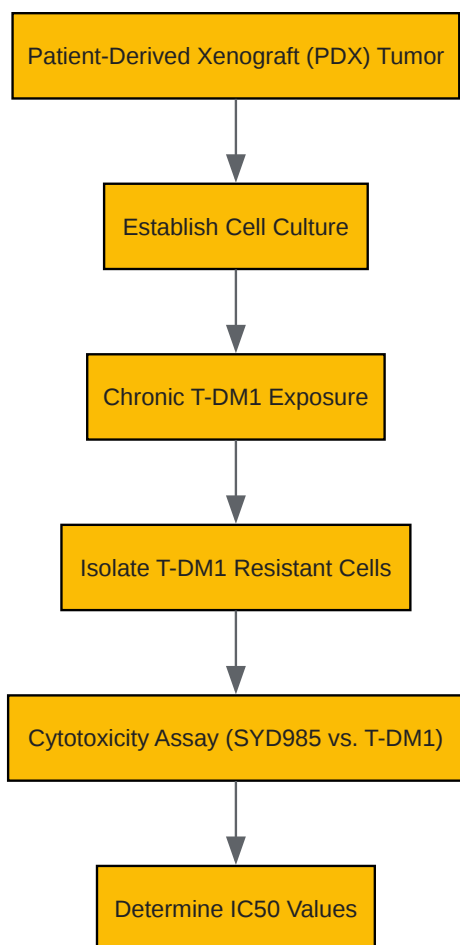 Patient-Derived Xenograft (PDX) Tumor
Establish Cell Culture
Chronic T-DM1 Exposure
Isolate T-DM1 Resistant Cells
Cytotoxicity Assay (SYD985 vs. T-DM1)
Determine IC50 Values